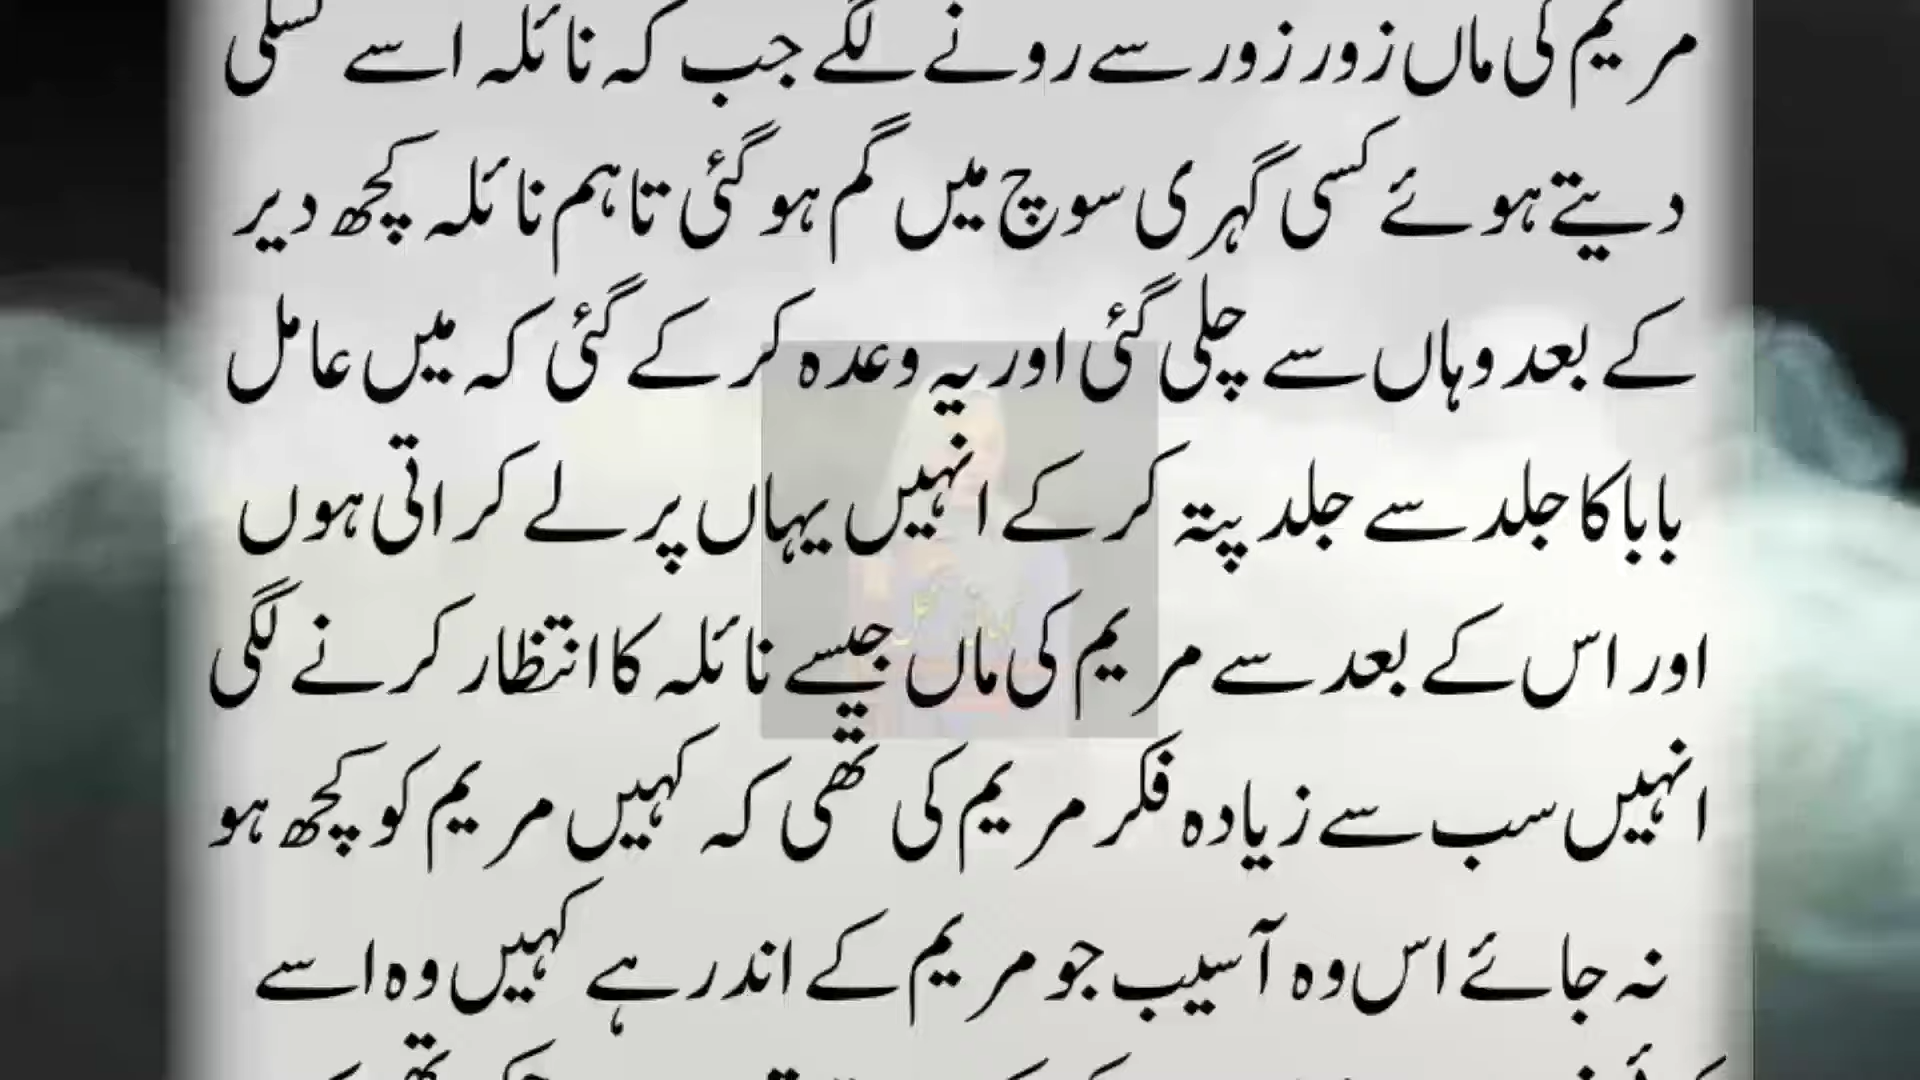 مریم کی ماں زور زور سے رونے لگے جب کہ نائلہ اسے تسلی
دیتے ہوئے کسی گہری سوچ میں گم ہو گئی تاہم نائلہ کچھ دیر
کے بعد وہاں سے چلی گئی اور یہ وعدہ کر کے گئی کہ میں عامل
بابا کا جلد سے جلد پتہ کر کے انہیں یہاں پر لے کر اتی ہوں
اور اس کے بعد سے مریم کی ماں جیسے نائلہ کا انتظار کرنے لگی
انہیں سب سے زیادہ فکر مریم کی تھی کہ کہیں مریم کو کچھ ہو
نہ جائے اس وہ آسیب جو مریم کے اندر ہے کہیں وہ اسے